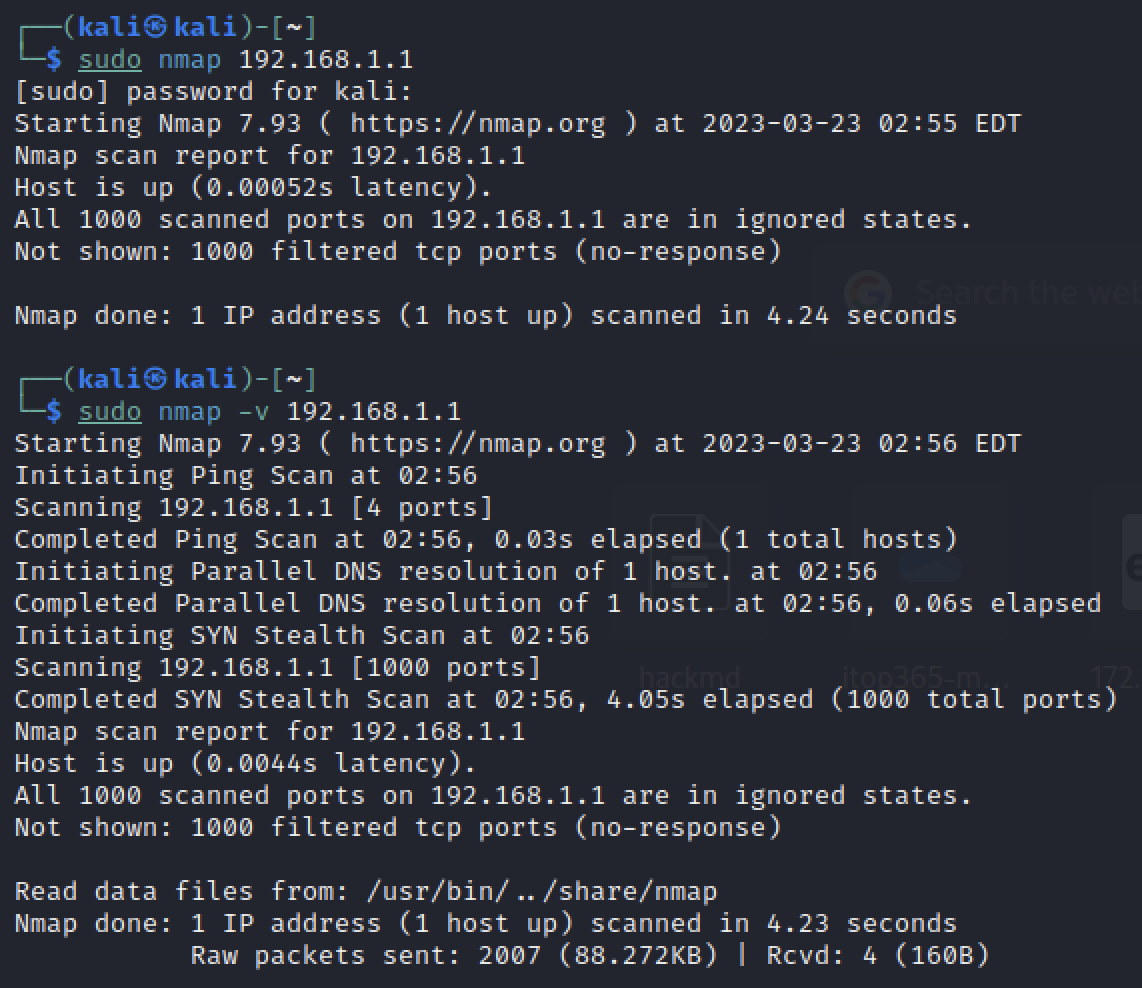 ┌──(kali㉿kali)-[~]
└─$ sudo nmap 192.168.1.1
[sudo] password for kali:
Starting Nmap 7.93 ( https://nmap.org ) at 2023-03-23 02:55 EDT
Nmap scan report for 192.168.1.1
Host is up (0.00052s latency).
All 1000 scanned ports on 192.168.1.1 are in ignored states.
Not shown: 1000 filtered tcp ports (no-response)
Search the web
Nmap done: 1 IP address (1 host up) scanned in 4.24 seconds
┌──(kali㉿kali)-[~]
└─$ sudo nmap -v 192.168.1.1
Starting Nmap 7.93 ( https://nmap.org ) at 2023-03-23 02:56 EDT
Initiating Ping Scan at 02:56
Scanning 192.168.1.1 [4 ports]
Completed Ping Scan at 02:56, 0.03s elapsed (1 total hosts)
Initiating Parallel DNS resolution of 1 host. at 02:56
Completed Parallel DNS resolution of 1 host. at 02:56, 0.06s elapsed
Initiating SYN Stealth Scan at 02:56
Scanning 192.168.1.1 [1000 ports]
hackmd itop365-m... 172.
Completed SYN Stealth Scan at 02:56, 4.05s elapsed (1000 total ports)
Nmap scan report for 192.168.1.1
Host is up (0.0044s latency).
All 1000 scanned ports on 192.168.1.1 are in ignored states.
Not shown: 1000 filtered tcp ports (no-response)
Read data files from: /usr/bin/../share/nmap
Nmap done: 1 IP address (1 host up) scanned in 4.23 seconds
Raw packets sent: 2007 (88.272KB) | Rcvd: 4 (160B)